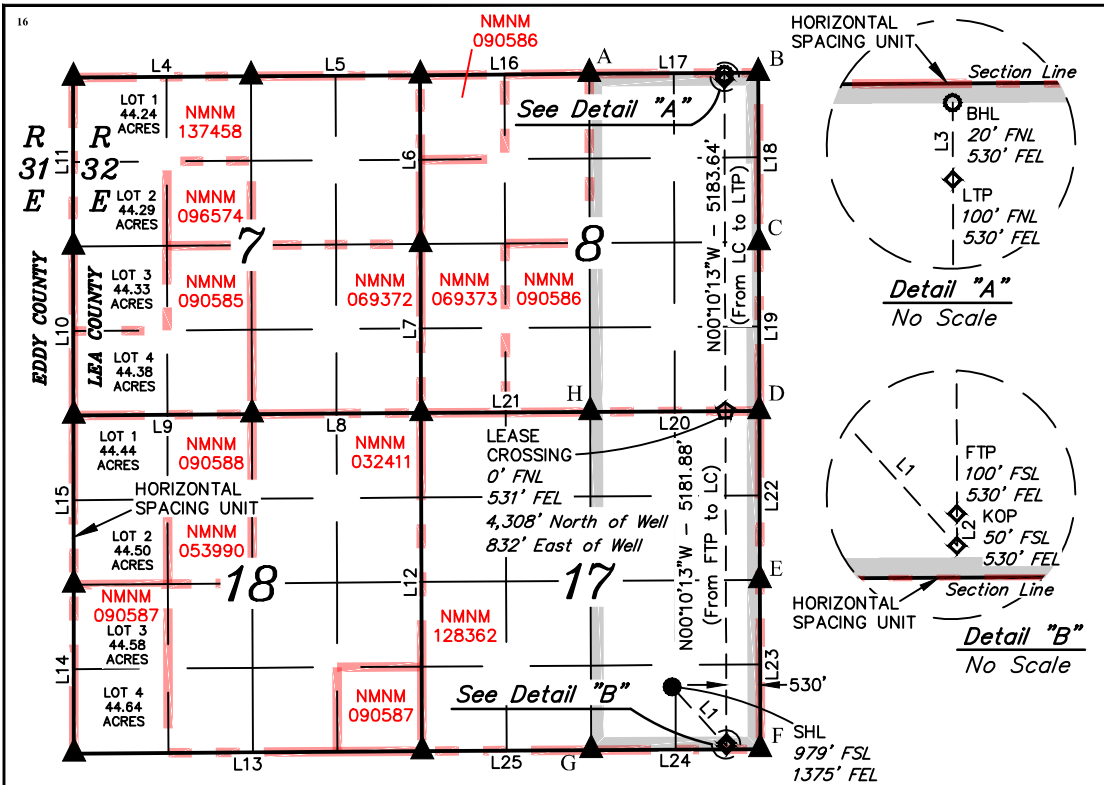 16
NMNM
090586
L4
L5
L16
A
L17
B
LOT 1
44.24
ACRES
NMNM
137458
See Detail "A"
R
31
E
R
32
E
L11
L6
L18
LOT 2
44.29
ACRES
NMNM
096574
7
8
C
LOT 3
44.33
ACRES
NMNM
090585
NMNM
069372
NMNM
069373
NMNM
090586
N00°10'13"W - 5183.64'
(From LC to LTP)
EDDY COUNTY
LEA COUNTY
L10
L7
L19
LOT 4
44.38
ACRES
L9
L8
L21
H
L20
D
LOT 1
44.44
ACRES
NMNM
090588
NMNM
032411
LEASE
CROSSING
0' FNL
531' FEL
4,308' North of Well
832' East of Well
L15
HORIZONTAL
SPACING UNIT
L22
LOT 2
44.50
ACRES
NMNM
053990
N00°10'13"W - 5181.88'
(From FTP to LC)
18
17
L12
E
NMNM
090587
LOT 3
44.58
ACRES
NMNM
128362
L14
L23
LOT 4
44.64
ACRES
NMNM
090587
See Detail "B"
L1
530'
SHL
979' FSL
1375' FEL
L13
L25
G
L24
F
HORIZONTAL
SPACING UNIT
Section Line
BHL
20' FNL
530' FEL
L3
LTP
100' FNL
530' FEL
Detail "A"
No Scale
L1
FTP
100' FSL
530' FEL
L2
KOP
50' FSL
530' FEL
Section Line
HORIZONTAL
SPACING UNIT
Detail "B"
No Scale